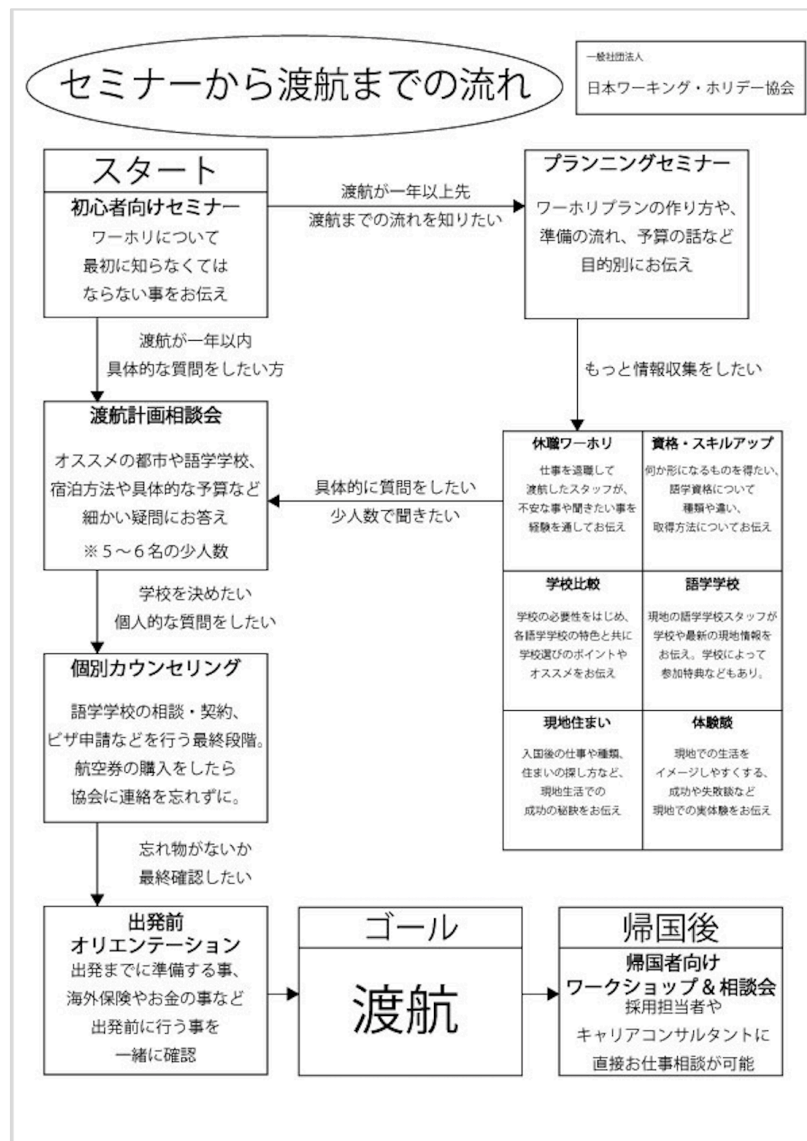 セミナーから渡航までの流れ
一般社団法人
日本ワーキング・ホリデー協会
スタート
初心者向けセミナー
ワーホリについて
最初に知らなくては
ならない事をお伝え
渡航が一年以上先
渡航までの流れを知りたい
プランニングセミナー
ワーホリプランの作り方や、
準備の流れ、予算の話など
目的別にお伝え
渡航が一年以内
具体的な質問をしたい方
もっと情報収集をしたい
渡航計画相談会
オススメの都市や語学学校、
宿泊方法や具体的な予算など
細かい疑問にお答え
※５～６名の少人数
具体的に質問をしたい
少人数で聞きたい
休職ワーホリ
仕事を退職して
渡航したスタッフが、
不安な事や聞きたい事を
経験を通してお伝え
資格・スキルアップ
何か形になるものを得たい、
語学資格について
種類や違い、
取得方法についてお伝え
学校比較
学校の必要性をはじめ、
各語学学校の特色と共に
学校選びのポイントや
オススメをお伝え
語学学校
現地の語学学校スタッフが
学校や最新の現地情報を
お伝え。学校によって
参加特典などもあり。
現地住まい
入国後の仕事や種類、
住まいの探し方など、
現地生活での
成功の秘訣をお伝え
体験談
現地での生活を
イメージしやすくする、
成功や失敗談など
現地での実体験をお伝え
学校を決めたい
個人的な質問をしたい
個別カウンセリング
語学学校の相談・契約、
ビザ申請などを行う最終段階。
航空券の購入をしたら
協会に連絡を忘れずに。
忘れ物がないか
最終確認したい
出発前
オリエンテーション
出発までに準備する事、
海外保険やお金の事など
出発前に行う事を
一緒に確認
ゴール
渡航
帰国後
帰国者向け
ワークショップ＆相談会
採用担当者や
キャリアコンサルタントに
直接お仕事相談が可能